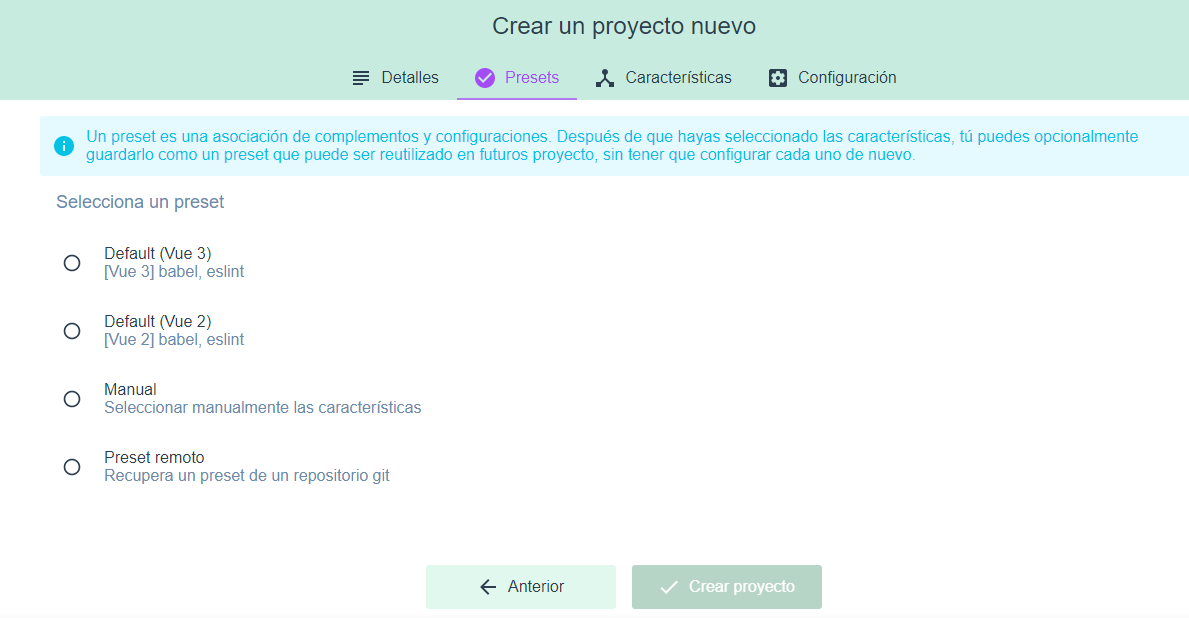 Crear un proyecto nuevo
Detalles Presets Características Configuración
Un preset es una asociación de complementos y configuraciones. Después de que hayas seleccionado las características, tú puedes opcionalmente
guardarlo como un preset que puede ser reutilizado en futuros proyecto, sin tener que configurar cada uno de nuevo.
Selecciona un preset
Default (Vue 3)
[Vue 3] babel, eslint
Default (Vue 2)
[Vue 2] babel, eslint
Manual
Seleccionar manualmente las características
Preset remoto
Recupera un preset de un repositorio git
Anterior Crear proyecto